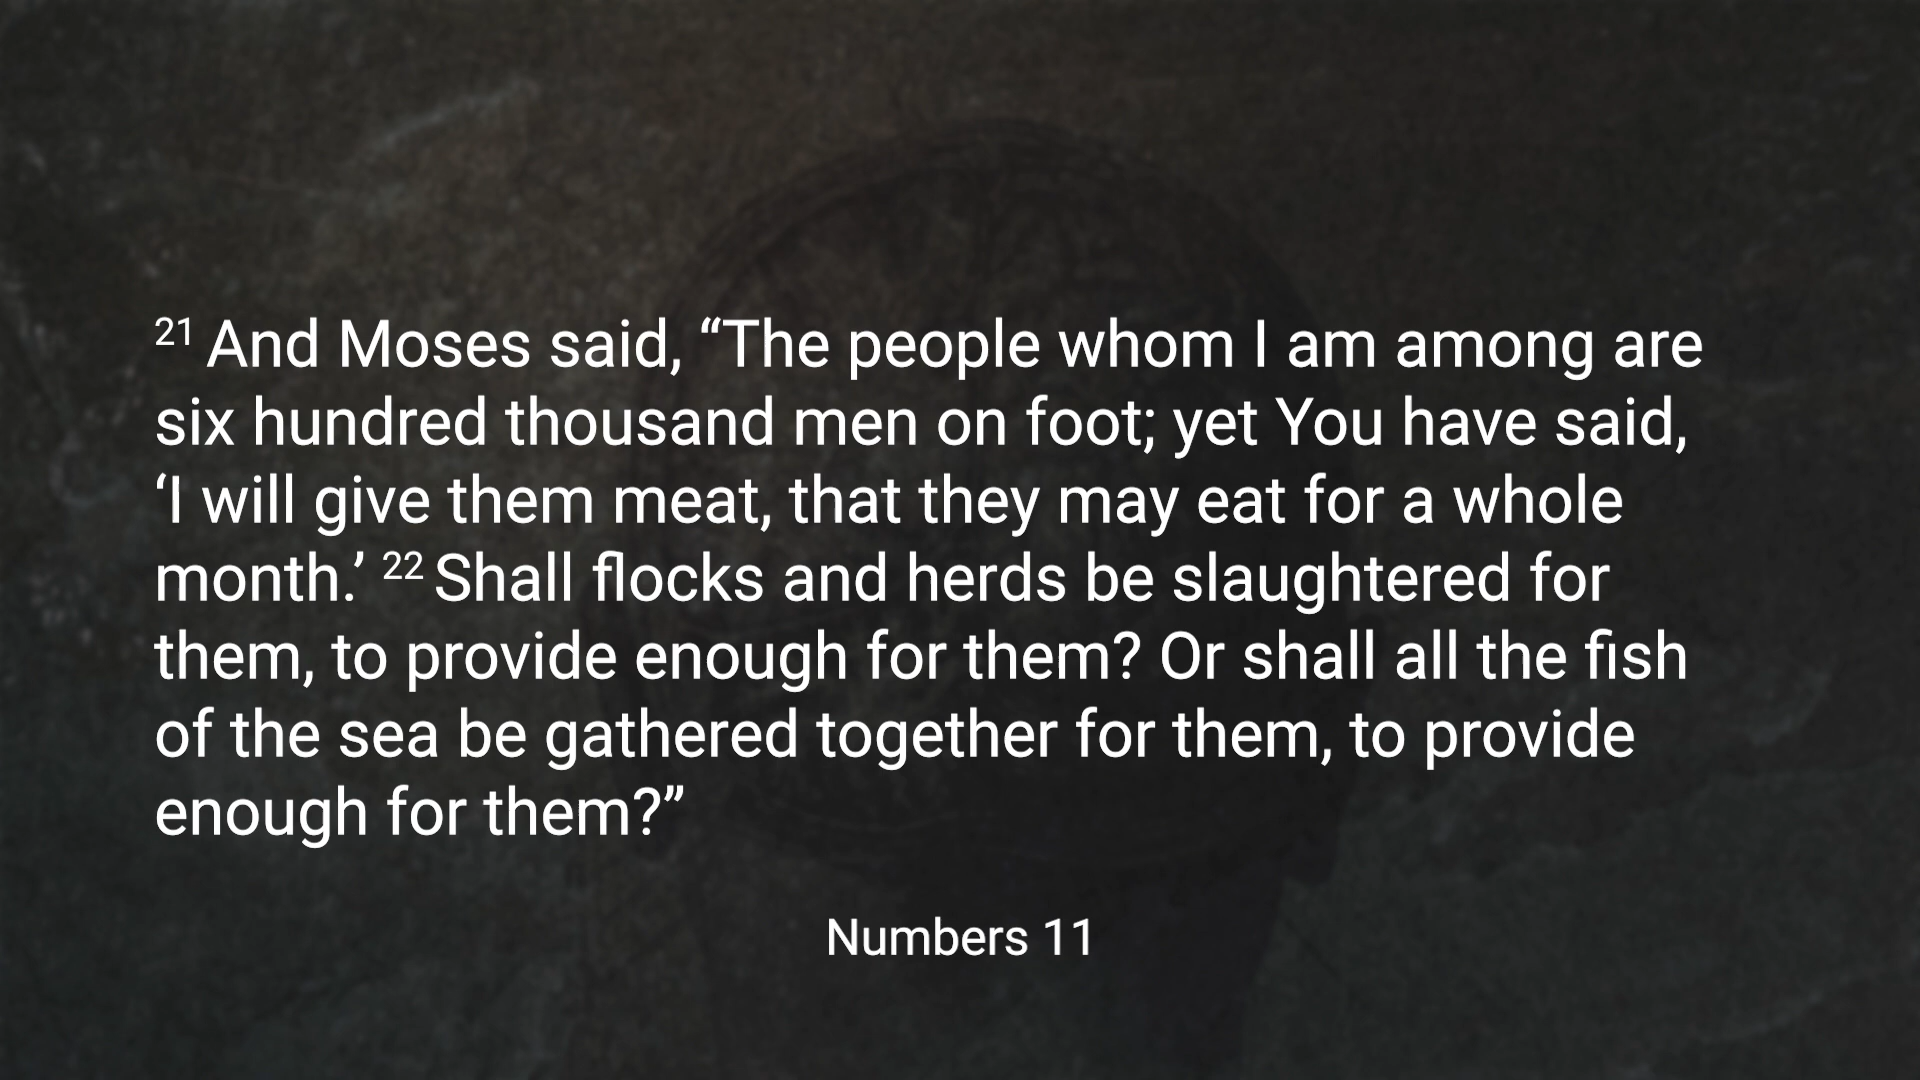 21 And Moses said, “The people whom I am among are
six hundred thousand men on foot; yet You have said,
‘I will give them meat, that they may eat for a whole
month.’ 22 Shall flocks and herds be slaughtered for
them, to provide enough for them? Or shall all the fish
of the sea be gathered together for them, to provide
enough for them?”
Numbers 11